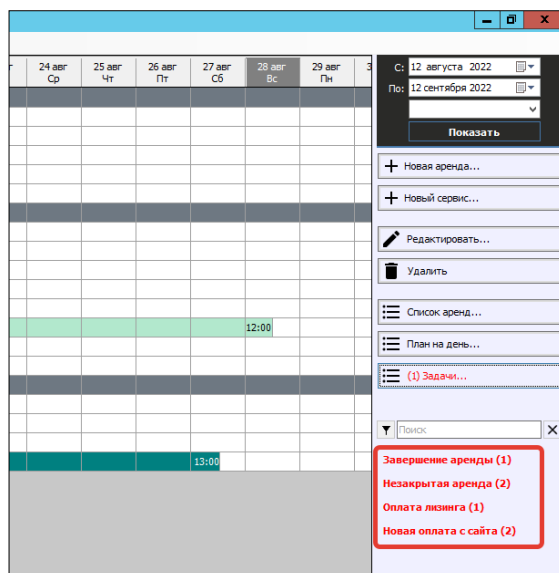 г
24 авг
Ср
25 авг
Чт
26 авг
Пт
27 авг
Сб
28 авг
Вс
29 авг
Пн
3
12:00
13:00
С: 12 августа 2022
По: 12 сентября 2022
Показать
Новая аренда...
Новый сервис...
Редактировать...
Удалить
Список аренд...
План на день...
(1) Задачи...
Поиск
Завершение аренды (1)
Незакрытая аренда (2)
Оплата лизинга (1)
Новая оплата с сайта (2)